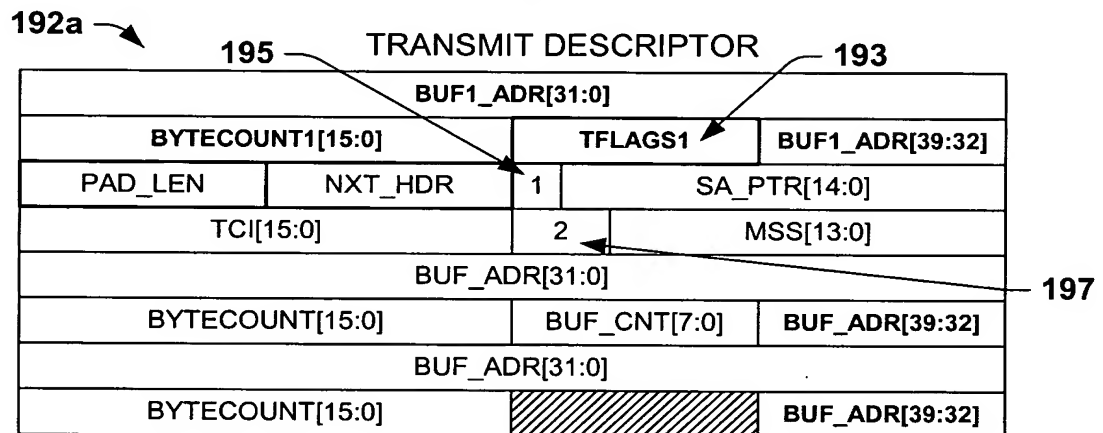 192a
TRANSMIT DESCRIPTOR
195
193
BUF1_ADR[31:0]
BYTECOUNT1[15:0] TFLAGS1 BUF1_ADR[39:32]
PAD_LEN NXT_HDR 1 SA_PTR[14:0]
TCI[15:0] 2 MSS[13:0]
BUF_ADR[31:0]
197
BYTECOUNT[15:0] BUF_CNT[7:0] BUF_ADR[39:32]
BUF_ADR[31:0]
BYTECOUNT[15:0] BUF_ADR[39:32]